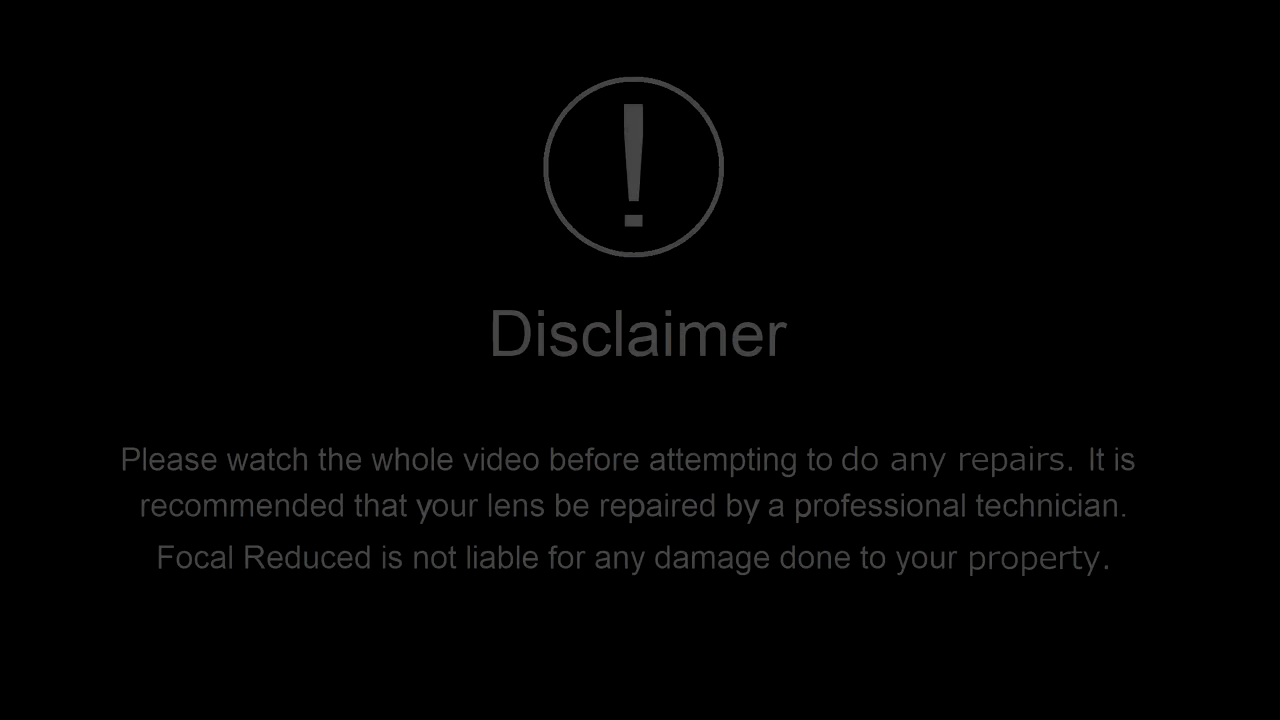 !
Disclaimer
Please watch the whole video before attempting to do any repairs. It is
recommended that your lens be repaired by a professional technician.
Focal Reduced is not liable for any damage done to your property.